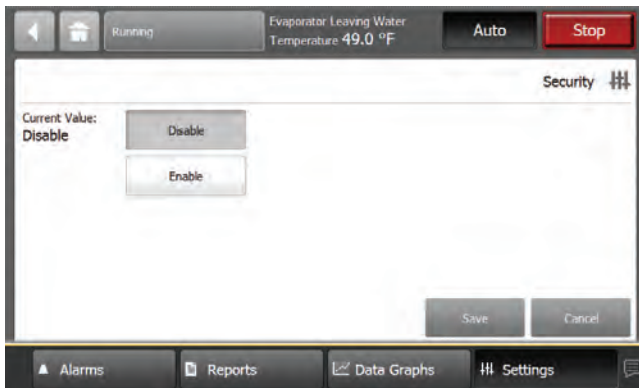 Running
Evaporator Leaving Water
Temperature 49.0 °F
Auto
Stop
Security
Current Value:
Disable
Disable
Enable
Save
Cancel
Alarms
Reports
Data Graphs
Settings